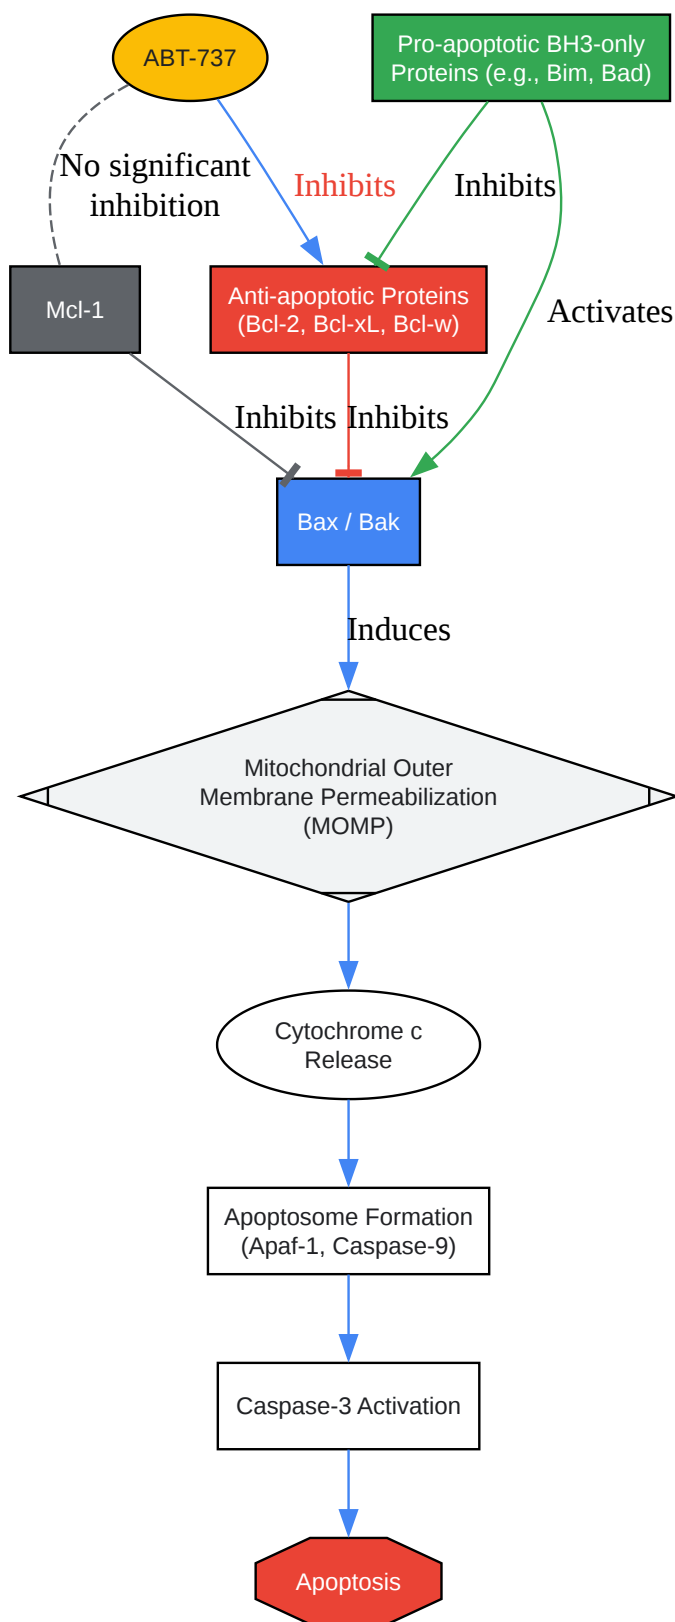 ABT-737
Pro-apoptotic BH3-only
Proteins (e.g., Bim, Bad)
No significant
inhibition
Inhibits
Inhibits
Activates
Mcl-1
Anti-apoptotic Proteins
(Bcl-2, Bcl-xL, Bcl-w)
Inhibits
Inhibits
Bax / Bak
Induces
Mitochondrial Outer
Membrane Permeabilization
(MOMP)
Cytochrome c
Release
Apoptosome Formation
(Apaf-1, Caspase-9)
Caspase-3 Activation
Apoptosis